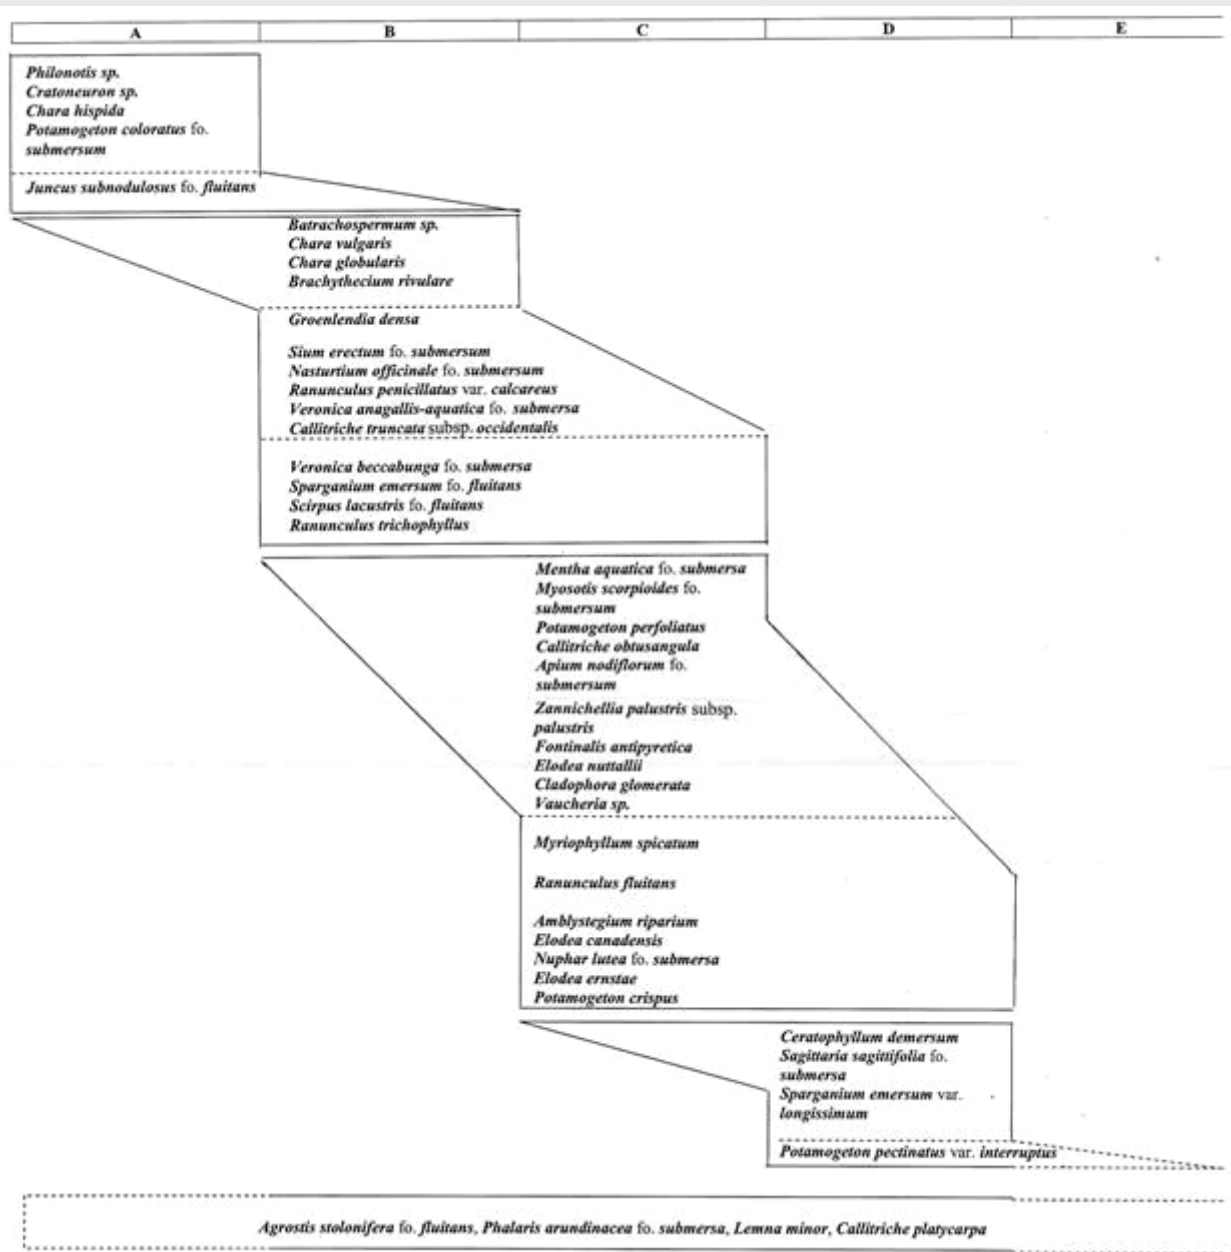 A B C D E
Philonotis sp.
Cratoneuron sp.
Chara hispida
Potamogeton coloratus fo.
submersum
Juncus subnodulosus fo. fluitans
Batrachospermum sp.
Chara vulgaris
Chara globularis
Brachythecium rivulare
Groenlendia densa
Sium erectum fo. submersum
Nasturtium officinale fo. submersum
Ranunculus penicillatus var. calcareus
Veronica anagallis-aquatica fo. submersa
Callitriche truncata subsp. occidentalis
Veronica beccabunga fo. submersa
Sparganium emersum fo. fluitans
Scirpus lacustris fo. fluitans
Ranunculus trichophyllus
Mentha aquatica fo. submersa
Myosotis scorpioides fo.
submersum
Potamogeton perfoliatus
Callitriche obtusangula
Apium nodiflorum fo.
submersum
Zannichellia palustris subsp.
palustris
Fontinalis antipyretica
Elodea nuttallii
Cladophora glomerata
Vaucheria sp.
Myriophyllum spicatum
Ranunculus fluitans
Amblystegium riparium
Elodea canadensis
Nuphar lutea fo. submersa
Elodea ernstae
Potamogeton crispus
Ceratophyllum demersum
Sagittaria sagittifolia fo.
submersa
Sparganium emersum var.
longissimum
Potamogeton pectinatus var. interruptus
Agrostis stolonifera fo. fluitans, Phalaris arundinacea fo. submersa, Lemna minor, Callitriche platycarpa